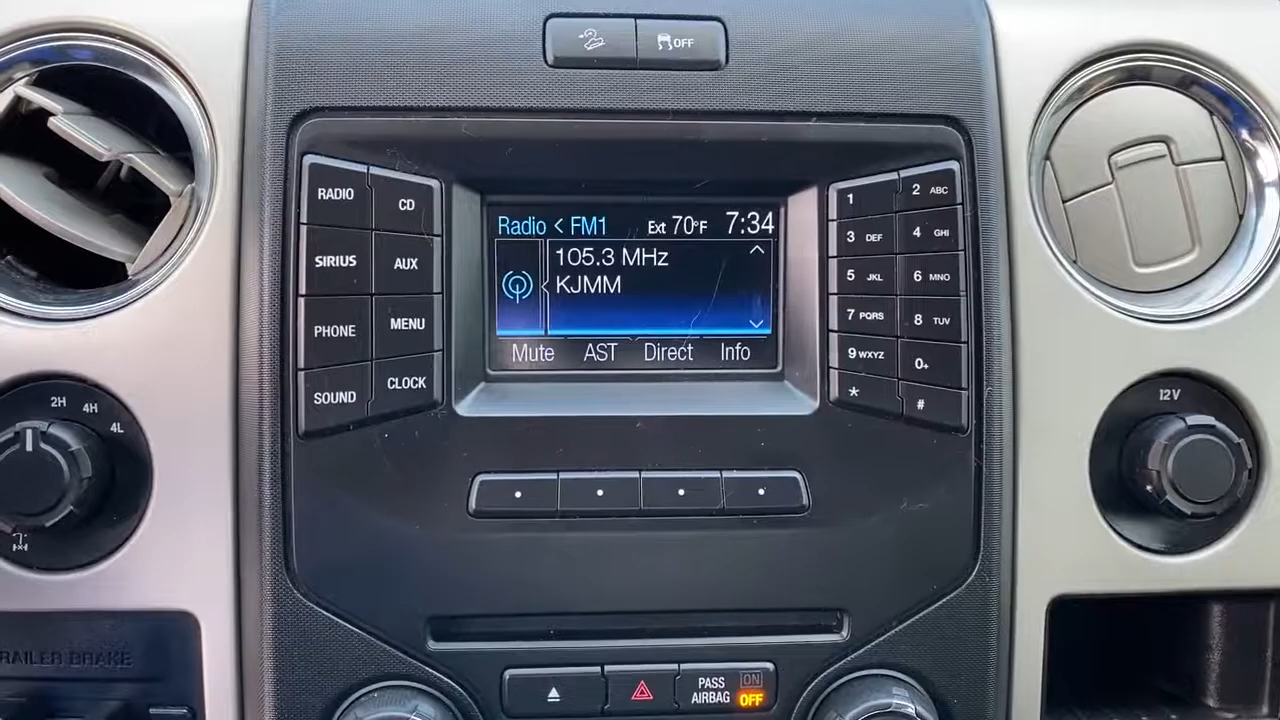 OFF
RADIO
CD
SIRIUS
AUX
PHONE
MENU
SOUND
CLOCK
Radio < FM1 Ext 70°F 7:34
105.3 MHz
KJMM
Mute AST Direct Info
1
2 ABC
3 DEF
4 GHI
5 JKL
6 MNO
7 PQRS
8 TUV
9 WXYZ
0+
*
#
2H
4H
4L
12V
TRAILER BRAKE
PASS
AIRBAG
ON
OFF